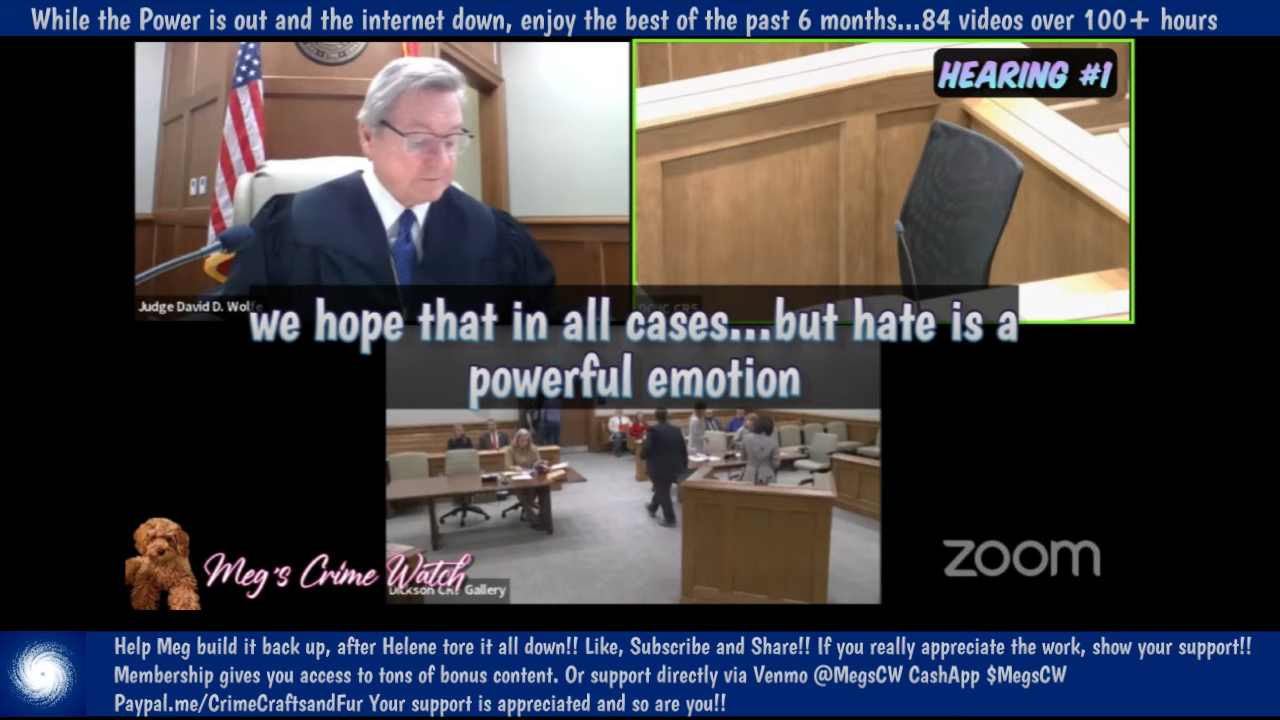 While the Power is out and the internet down, enjoy the best of the past 6 months...84 videos over 100+ hours
HEARING #1
Judge David D. Wolfe
we hope that in all cases...but hate is a
powerful emotion
Meg's Crime Watch
Gallery
zoom
Help Meg build it back up, after Helene tore it all down!! Like, Subscribe and Share!! If you really appreciate the work, show your support!!
Membership gives you access to tons of bonus content. Or support directly via Venmo @MegsCW CashApp $MegsCW
Paypal.me/CrimeCraftsandFur Your support is appreciated and so are you!!